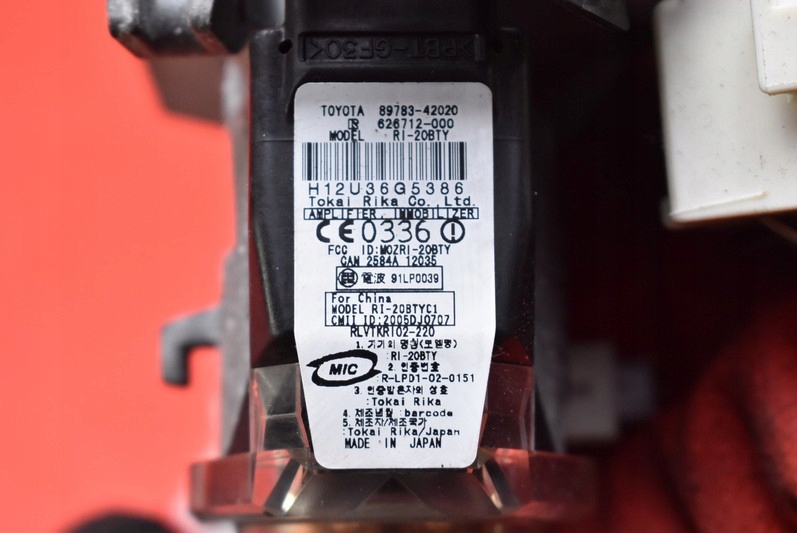 >PBT-GF30<
TOYOTA 89783-42020
626712-000
MODEL RI-20BTY
H12U36G5386
Tokai Rika Co., Ltd.
AMPLIFIER, IMMOBILIZER
CE0336
FCC ID:MOZRI-20BTY
CAN 2584A 12035
電波 91LP0039
For China
MODEL RI-20BTYC1
CMII ID:2005DJ0707
RLVTKRI02-220
1. 기기의 명칭(모델명)
:RI-20BTY
MIC
2. 인증번호
:R-LPD1-02-0151
3. 인증받은자의 상호
:Tokai Rika
4. 제조년월 :barcode
5. 제조자/제조국가
:Tokai Rika/Japan
MADE IN JAPAN